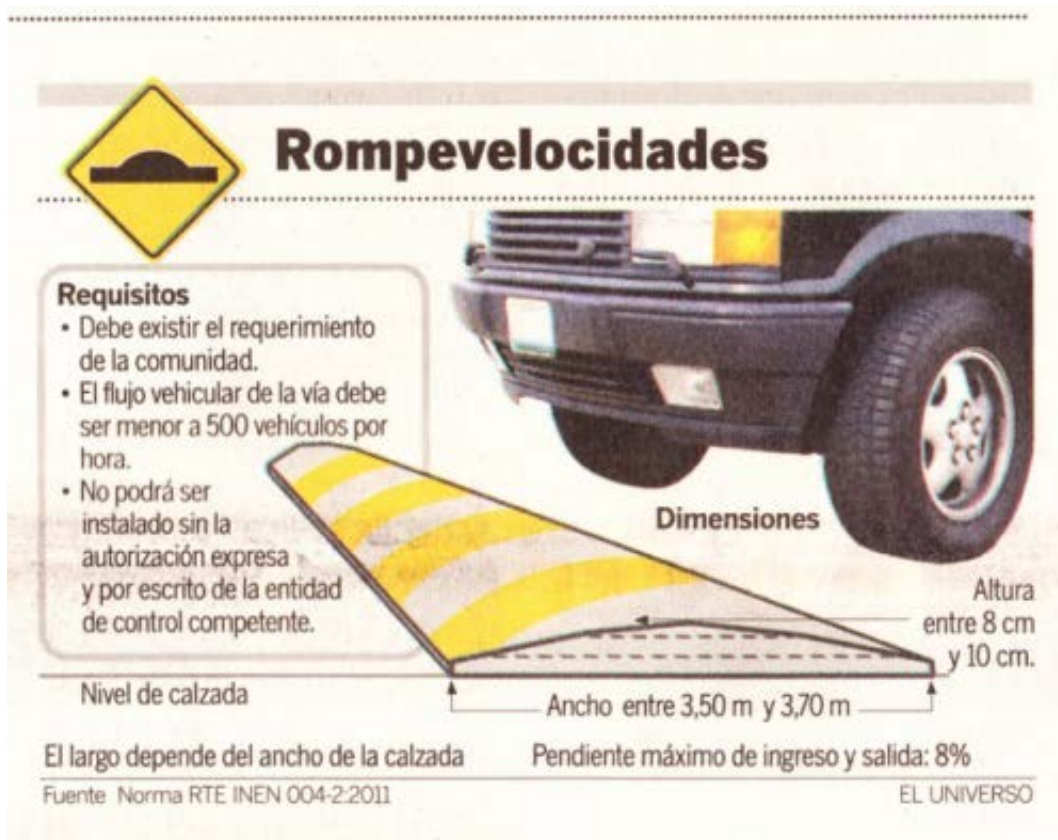 Rompevelocidades
Requisitos
• Debe existir el requerimiento
de la comunidad.
• El flujo vehicular de la vía debe
ser menor a 500 vehículos por
hora.
• No podrá ser
instalado sin la
autorización expresa
y por escrito de la entidad
de control competente.
Dimensiones
Altura
entre 8 cm
y 10 cm.
Nivel de calzada
Ancho entre 3,50 m y 3,70 m
El largo depende del ancho de la calzada
Pendiente máximo de ingreso y salida: 8%
Fuente Norma RTE INEN 004-2:2011
EL UNIVERSO